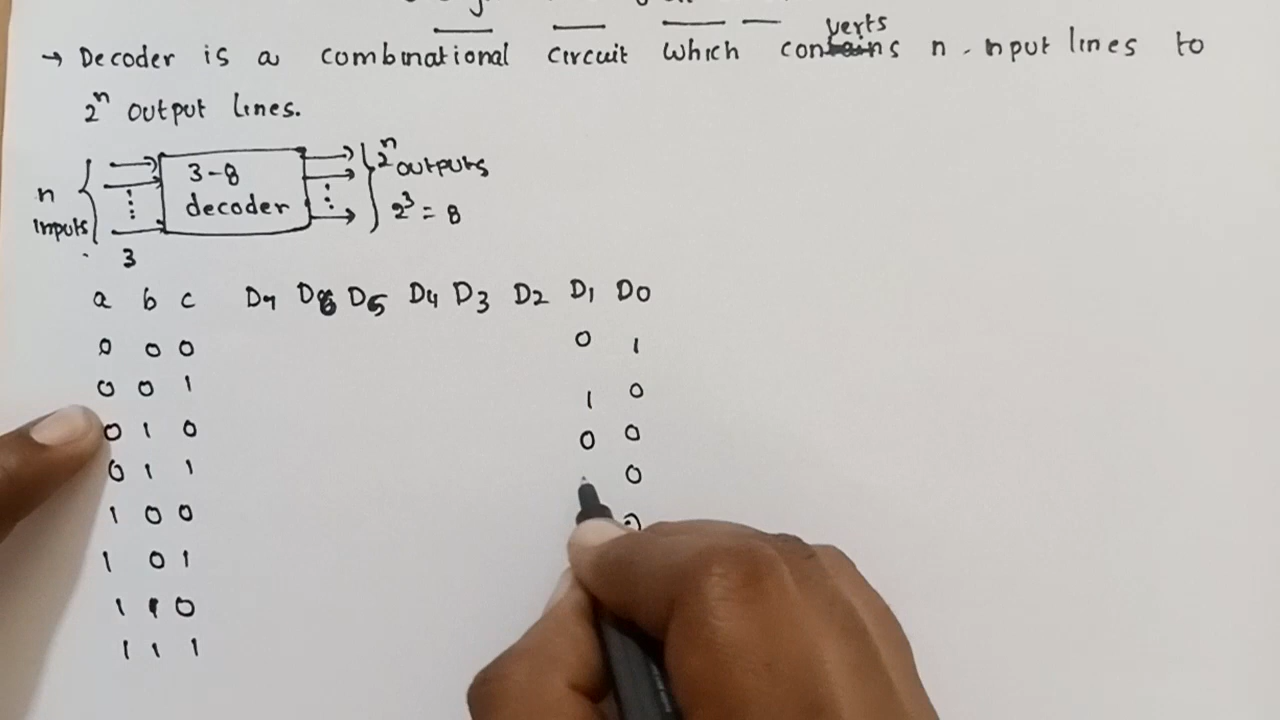 → Decoder is a combinational circuit which converts n - input lines to
2ⁿ output lines.
n inputs
3-8 decoder
2ⁿ outputs
2³ = 8
3
a b c D7 D6 D5 D4 D3 D2 D1 D0
0 0 0 0 1
0 0 1 1 0
0 1 0 0 0
0 1 1 0
1 0 0
1 0 1
1 1 0
1 1 1